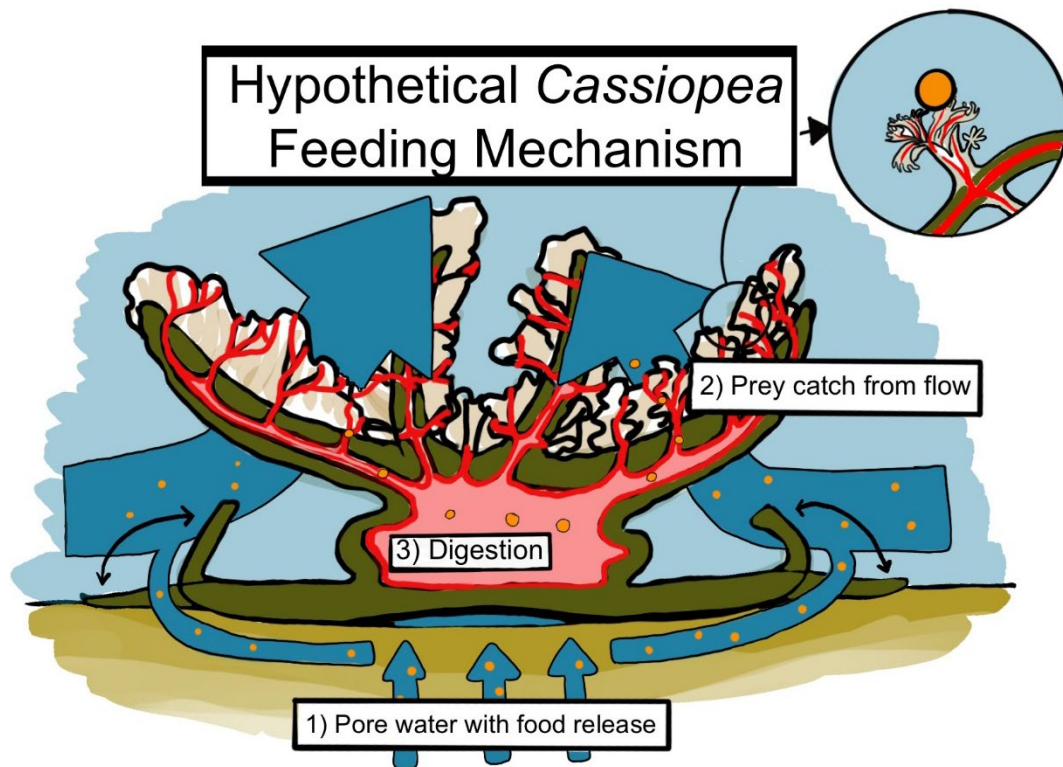 Hypothetical Cassiopea
Feeding Mechanism
2) Prey catch from flow
3) Digestion
1) Pore water with food release